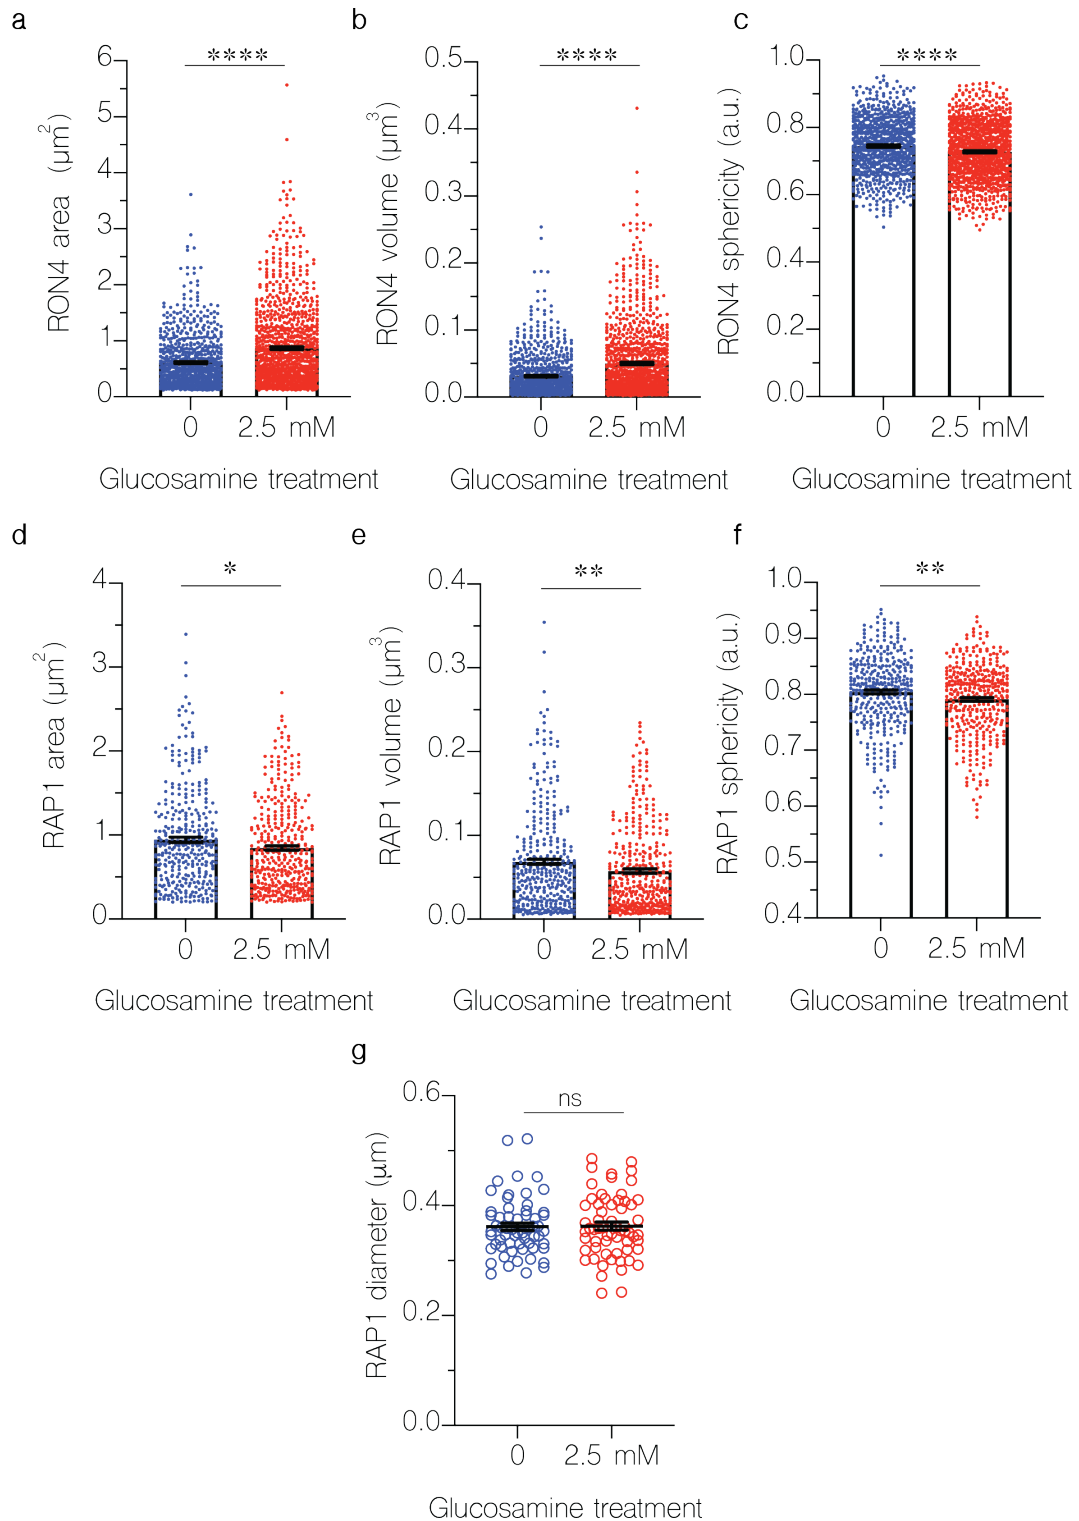 a
b
c
****
****
****
RON4 area (μm²)
6
5
4
3
2
1
0
0
2.5 mM
Glucosamine treatment
RON4 volume (μm³)
0.5
0.4
0.3
0.2
0.1
0.0
0
2.5 mM
Glucosamine treatment
RON4 sphericity (a.u.)
1.0
0.8
0.6
0.4
0.2
0.0
0
2.5 mM
Glucosamine treatment
d
e
f
*
**
**
RAP1 area (μm²)
4
3
2
1
0
0
2.5 mM
Glucosamine treatment
RAP1 volume (μm³)
0.4
0.3
0.2
0.1
0.0
0
2.5 mM
Glucosamine treatment
RAP1 sphericity (a.u.)
1.0
0.9
0.8
0.7
0.6
0.5
0.4
0
2.5 mM
Glucosamine treatment
g
ns
RAP1 diameter (μm)
0.6
0.4
0.2
0.0
0
2.5 mM
Glucosamine treatment